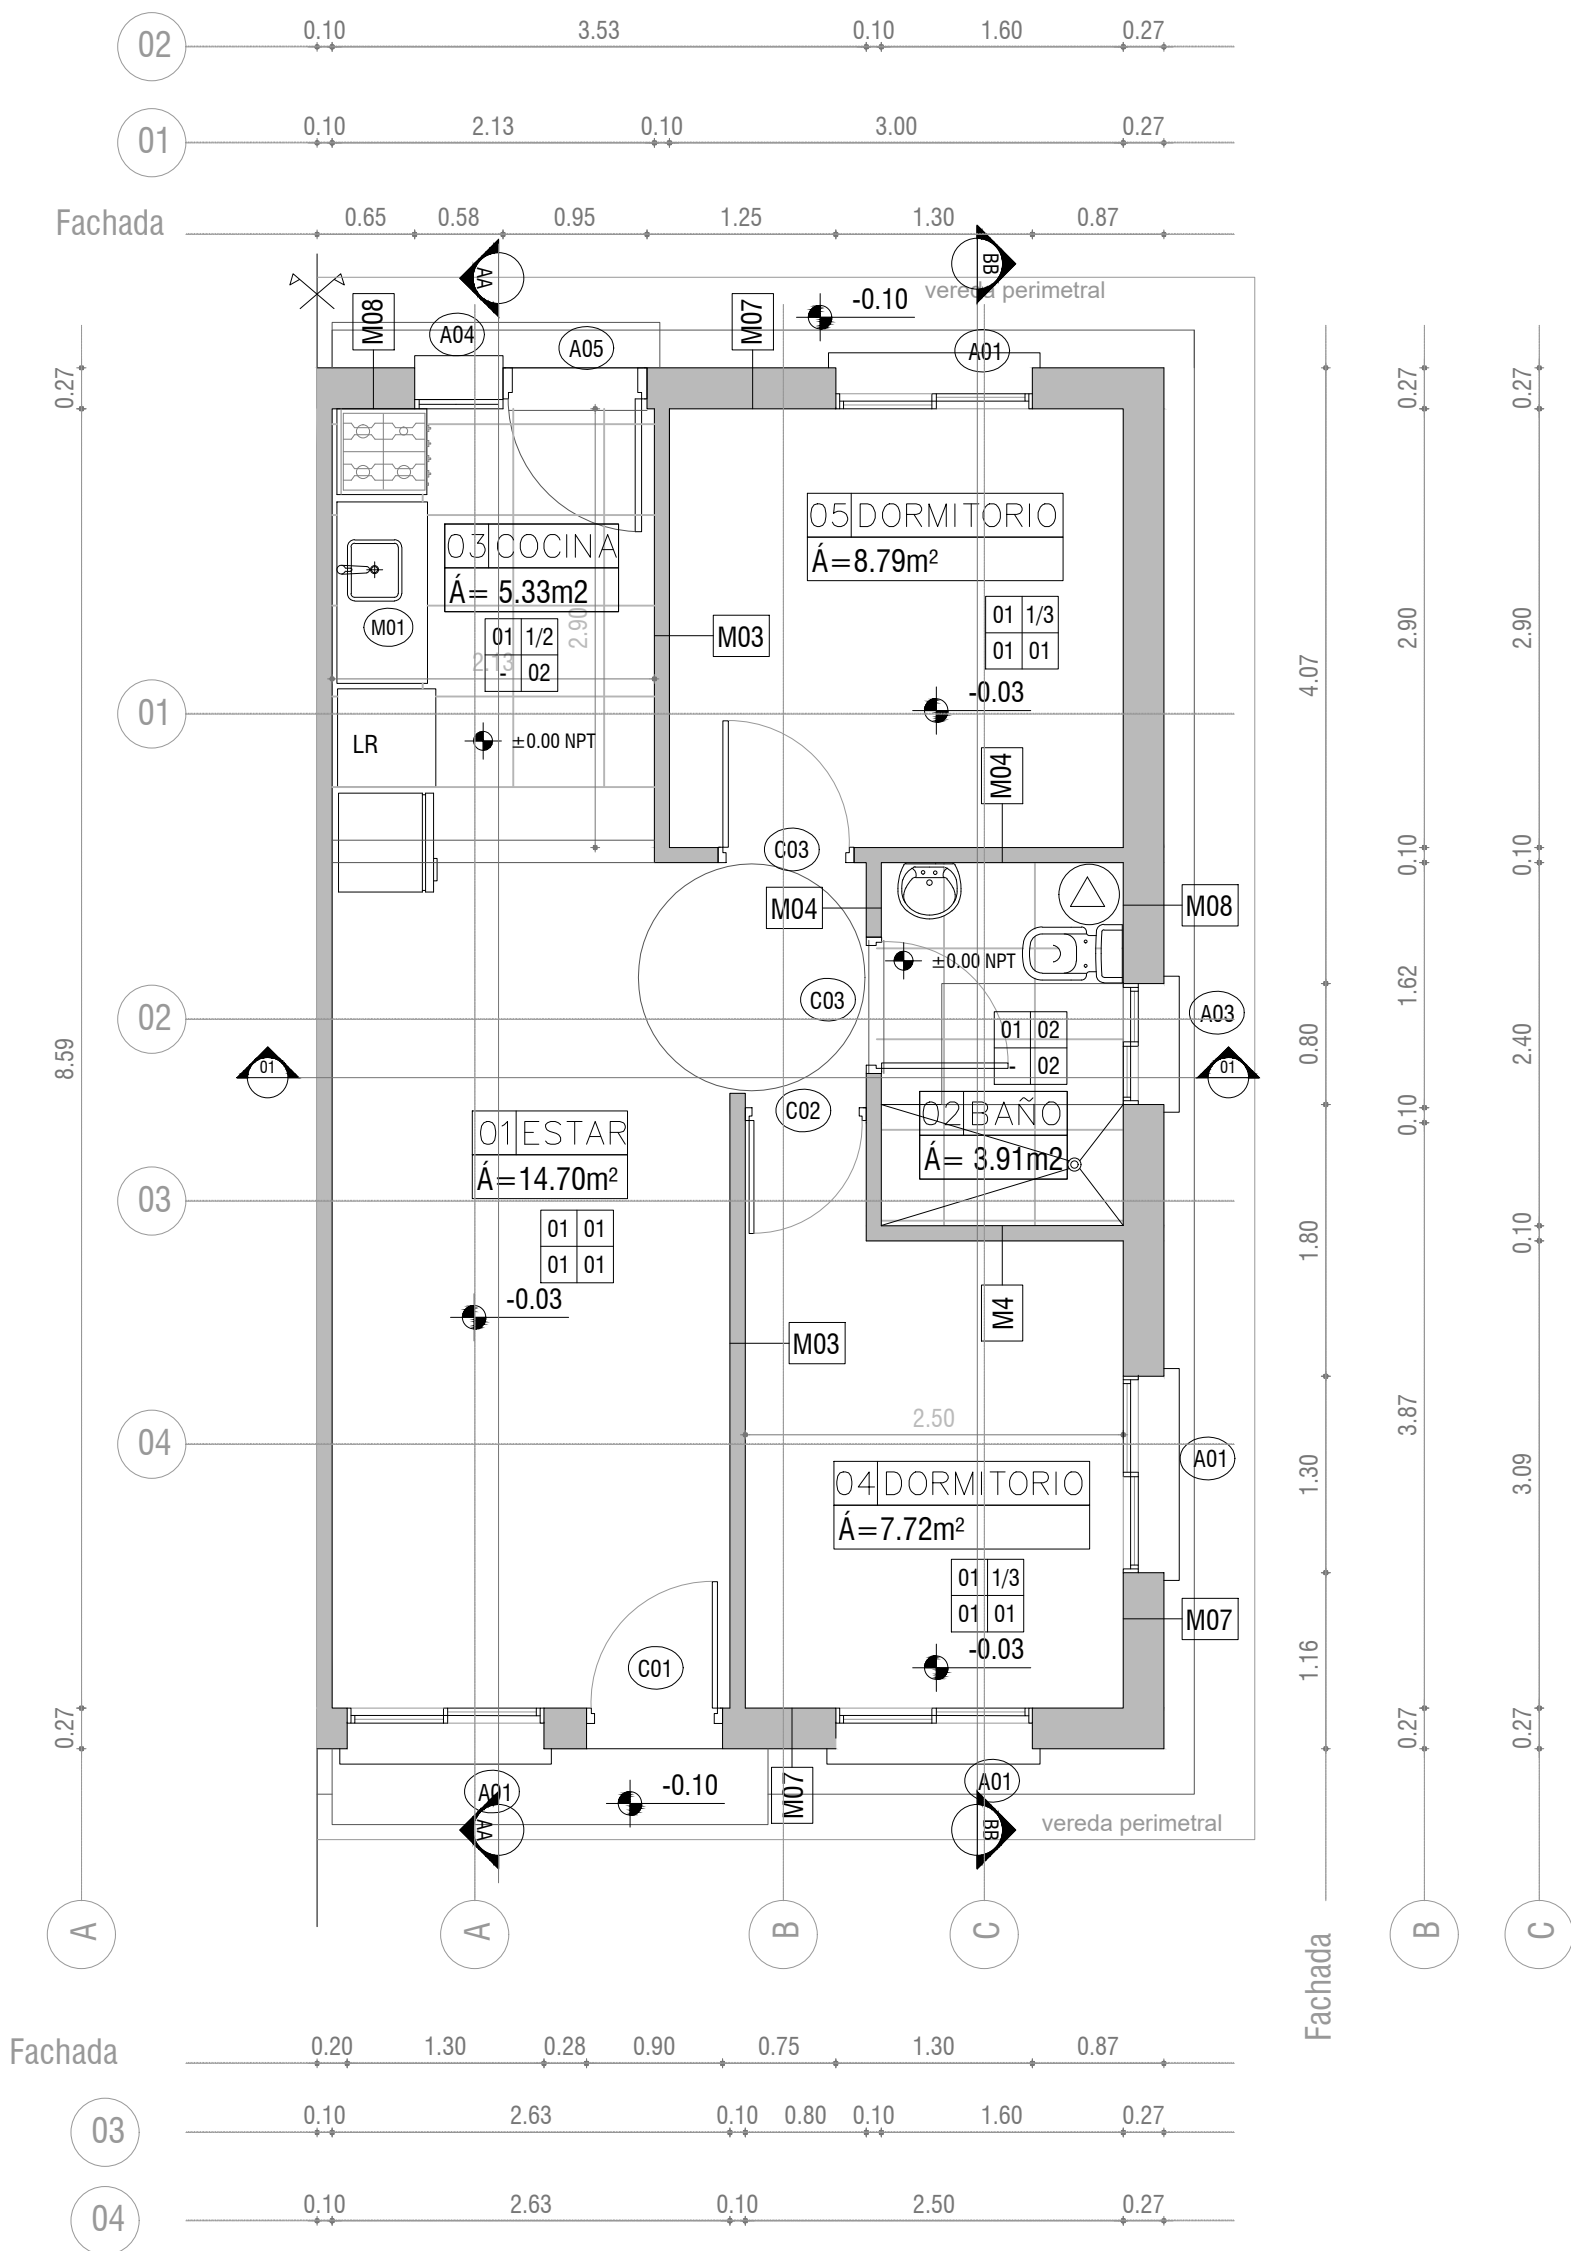 02
0.10 3.53 0.10 1.60 0.27
01
0.10 2.13 0.10 3.00 0.27
Fachada
0.65 0.58 0.95 1.25 1.30 0.87
AA
BB
vereda perimetral
-0.10
M08
A04
A05
M07
A01
0.27
0.27
0.27
05 DORMITORIO
Á=8.79m²
03 COCINA
Á= 5.33m2
01 1/2
- 02
2.90
2.13
M01
M03
01 1/3
01 01
4.07
2.90
2.90
-0.03
01
LR
±0.00 NPT
M04
C03
0.10
0.10
M04
M08
±0.00 NPT
C03
1.62
02
A03
01 02
- 02
8.59
0.80
2.40
01
01
C02
0.10
02 BAÑO
Á= 3.91m2
01 ESTAR
Á=14.70m²
03
01 01
01 01
1.80
0.10
-0.03
M4
M03
2.50
3.87
04
A01
1.30
3.09
04 DORMITORIO
Á=7.72m²
01 1/3
01 01
M07
-0.03
C01
1.16
0.27
0.27
0.27
A01
-0.10
M07
A01
AA
BB
vereda perimetral
A
A
B
C
Fachada
B
C
Fachada
0.20 1.30 0.28 0.90 0.75 1.30 0.87
03
0.10 2.63 0.10 0.80 0.10 1.60 0.27
04
0.10 2.63 0.10 2.50 0.27